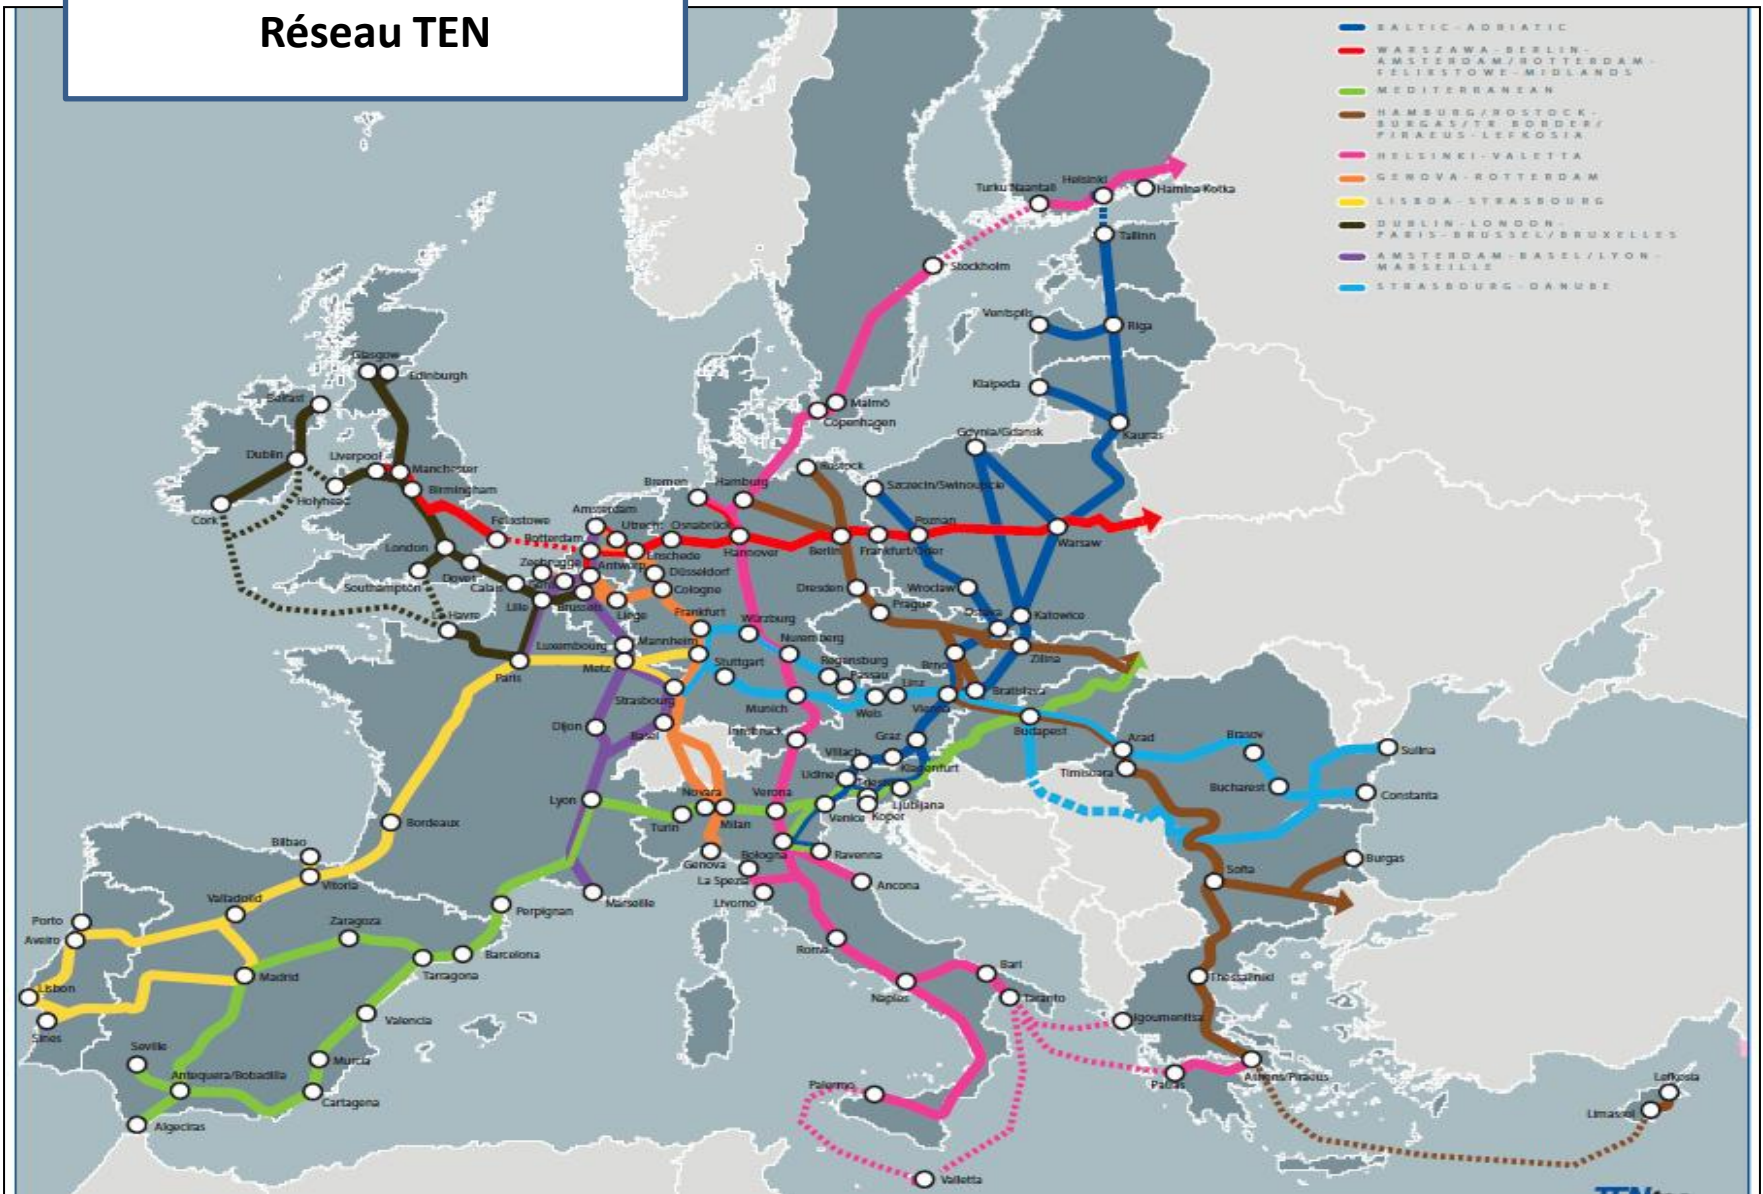 Réseau TEN
BALTIC-ADRIATIC
WARSZAWA-BERLIN-
AMSTERDAM/ROTTERDAM-
FELIXSTOWE-MIDLANDS
MEDITERRANEAN
HAMBURG/ROSTOCK-
BURGAS/TR BORDER/
PIRAEUS-LEFKOSIA
HELSINKI-VALETTA
GENOVA-ROTTERDAM
LISBOA-STRASBOURG
DUBLIN-LONDON-
PARIS-BRUSSEL/BRUXELLES
AMSTERDAM-BASEL/LYON-
MARSEILLE
STRASBOURG-DANUBE
Helsinki
Turku Naantali
Hamina Kotka
Tallinn
Stockholm
Ventspils
Riga
Glasgow
Edinburgh
Klaipeda
Belfast
Malmö
Copenhagen
Kaunas
Gdynia/Gdansk
Dublin
Liverpool
Manchester
Rostock
Holyhead
Birmingham
Bremen
Hamburg
Szczecin/Swinoujscie
Cork
Felixstowe
Amsterdam
Utrecht
Osnabrück
Poznan
Rotterdam
London
Enschede
Hannover
Berlin
Frankfurt/Oder
Warsaw
Zeebrugge
Antwerp
Düsseldorf
Dover
Southampton
Calais
Cologne
Dresden
Wroclaw
Lille
Brussels
Liège
Prague
Le Havre
Frankfurt
Würzburg
Ostrava
Katowice
Luxembourg
Mannheim
Nuremberg
Paris
Metz
Stuttgart
Regensburg
Brno
Zilina
Passau
Linz
Bratislava
Strasbourg
Munich
Wels
Vienna
Dijon
Basel
Innsbruck
Graz
Budapest
Arad
Brasov
Sulina
Villach
Klagenfurt
Timisoara
Udine
Bucharest
Constanta
Lyon
Novara
Verona
Ljubljana
Turin
Milan
Venice
Koper
Bordeaux
Bilbao
Genova
Bologna
Ravenna
Burgas
Vitoria
La Spezia
Ancona
Sofia
Valladolid
Livorno
Marseille
Perpignan
Porto
Zaragoza
Aveiro
Rome
Barcelona
Madrid
Tarragona
Bari
Thessaliniki
Lisbon
Naples
Taranto
Valencia
Igoumenitsa
Sines
Seville
Murcia
Antequera/Bobadilla
Patras
Athens/Piraeus
Lefkosia
Palermo
Cartagena
Limassol
Algeciras
Valletta